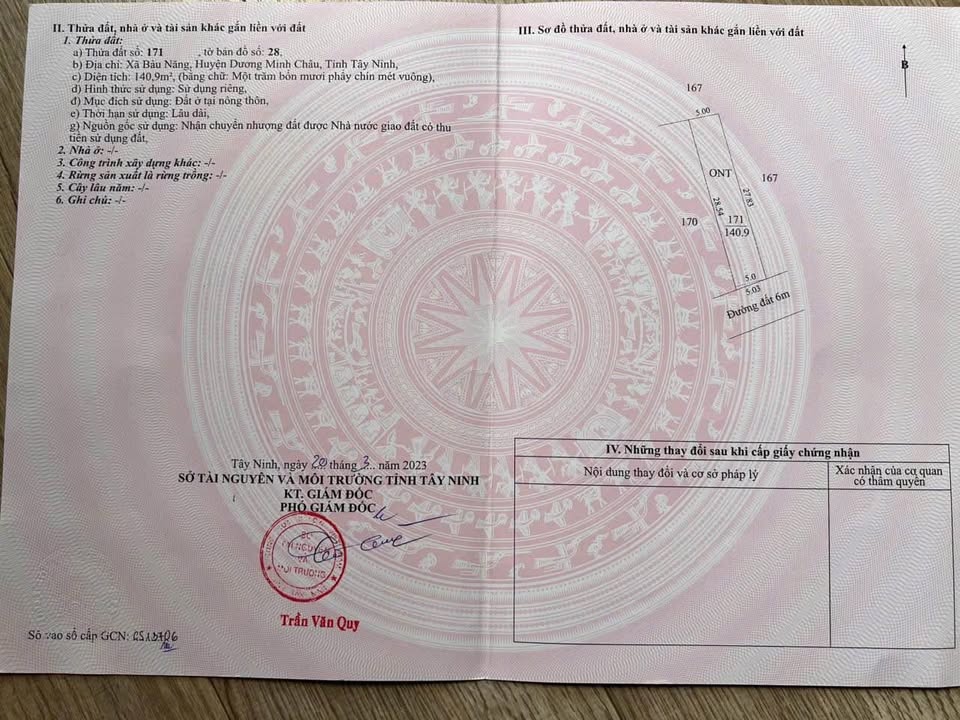 II. Thửa đất, nhà ở và tài sản khác gắn liền với đất
1. Thửa đất:
a) Thửa đất số: 171 , tờ bản đồ số: 28,
b) Địa chỉ: Xã Bàu Năng, Huyện Dương Minh Châu, Tỉnh Tây Ninh,
c) Diện tích: 140,9m², (bằng chữ: Một trăm bốn mươi phẩy chín mét vuông),
d) Hình thức sử dụng: Sử dụng riêng,
đ) Mục đích sử dụng: Đất ở tại nông thôn,
e) Thời hạn sử dụng: Lâu dài,
g) Nguồn gốc sử dụng: Nhận chuyển nhượng đất được Nhà nước giao đất có thu
tiền sử dụng đất,
2. Nhà ở: -/-
3. Công trình xây dựng khác: -/-
4. Rừng sản xuất là rừng trồng: -/-
5. Cây lâu năm: -/-
6. Ghi chú: -/-
Tây Ninh, ngày 20 tháng 3.. năm 2023
SỞ TÀI NGUYÊN VÀ MÔI TRƯỜNG TỈNH TÂY NINH
KT. GIÁM ĐỐC
PHÓ GIÁM ĐỐC
SỞ
TÀI NGUYÊN
VÀ
MÔI TRƯỜNG
Trần Văn Quy
Số vào sổ cấp GCN:
III. Sơ đồ thửa đất, nhà ở và tài sản khác gắn liền với đất
B
167
5.00
ONT
167
28.54
27.83
170
171
140.9
5.0
5.03
Đường đất 6m
IV. Những thay đổi sau khi cấp giấy chứng nhận
Nội dung thay đổi và cơ sở pháp lý
Xác nhận của cơ quan
có thẩm quyền